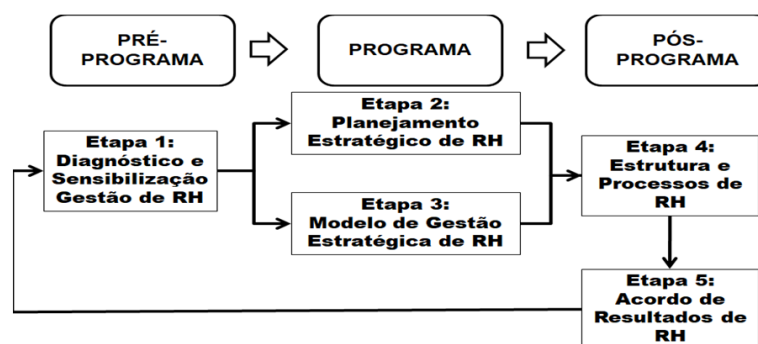 PRÉ-
PROGRAMA
PROGRAMA
PÓS-
PROGRAMA
Etapa 1:
Diagnóstico e
Sensibilização
Gestão de RH
Etapa 2:
Planejamento
Estratégico de RH
Etapa 3:
Modelo de Gestão
Estratégica de RH
Etapa 4:
Estrutura e
Processos de
RH
Etapa 5:
Acordo de
Resultados de
RH